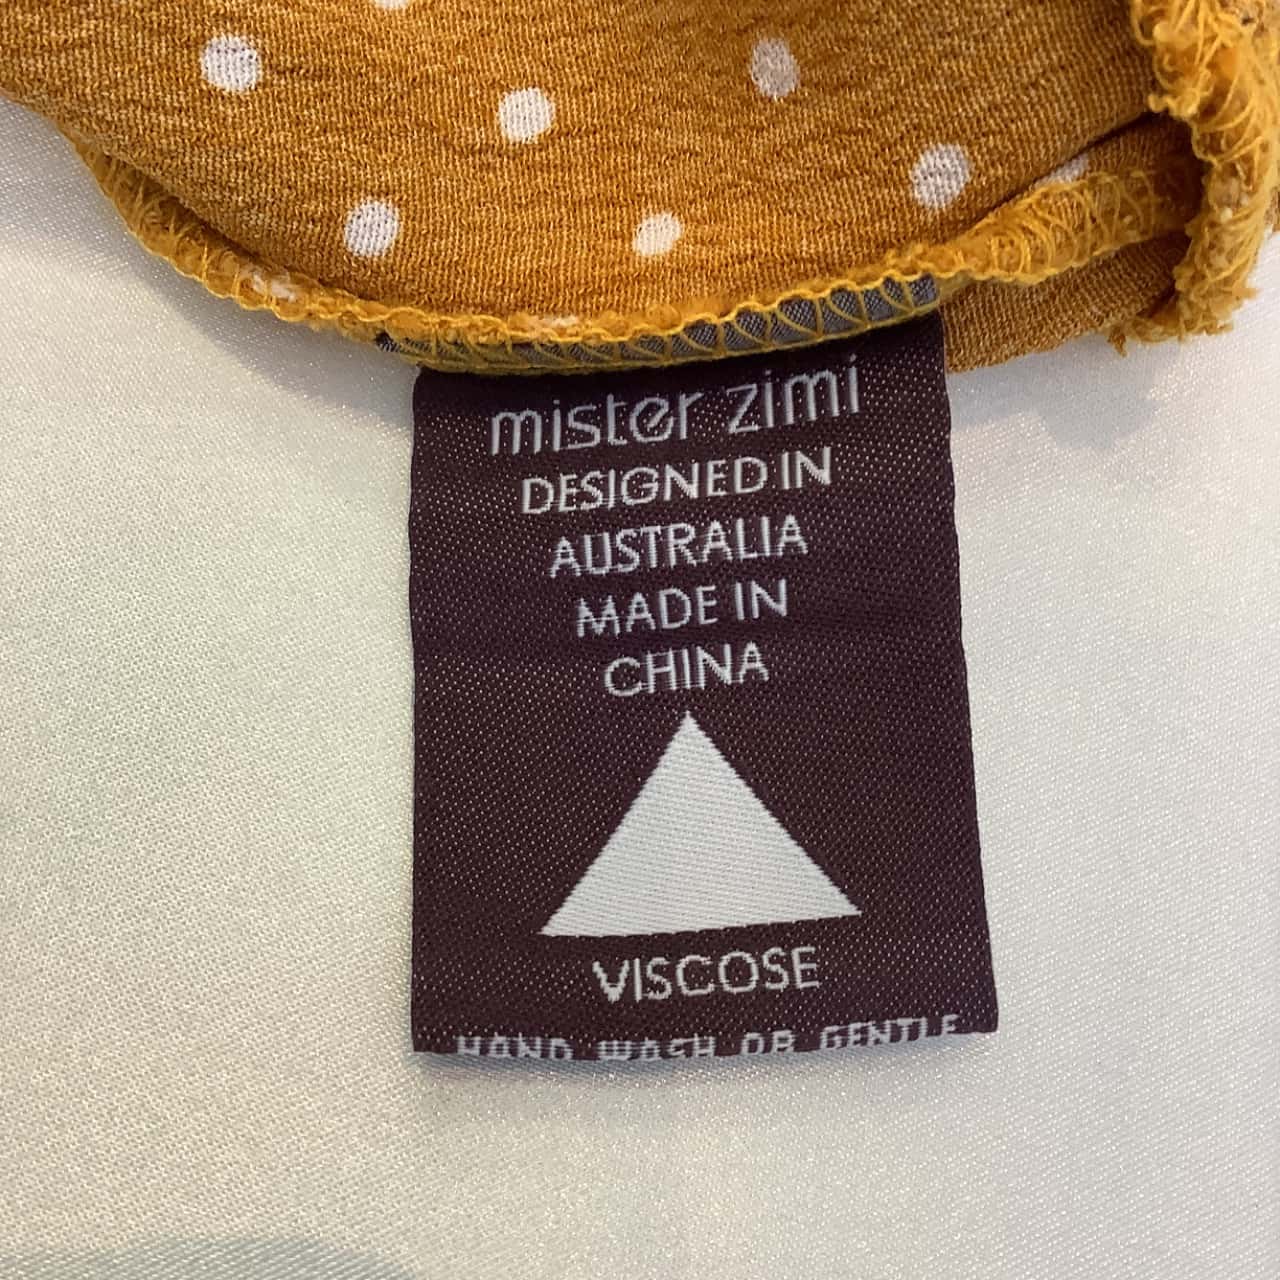 mister zimi
DESIGNED IN
AUSTRALIA
MADE IN
CHINA
VISCOSE
HAND WASH OR GENTLE